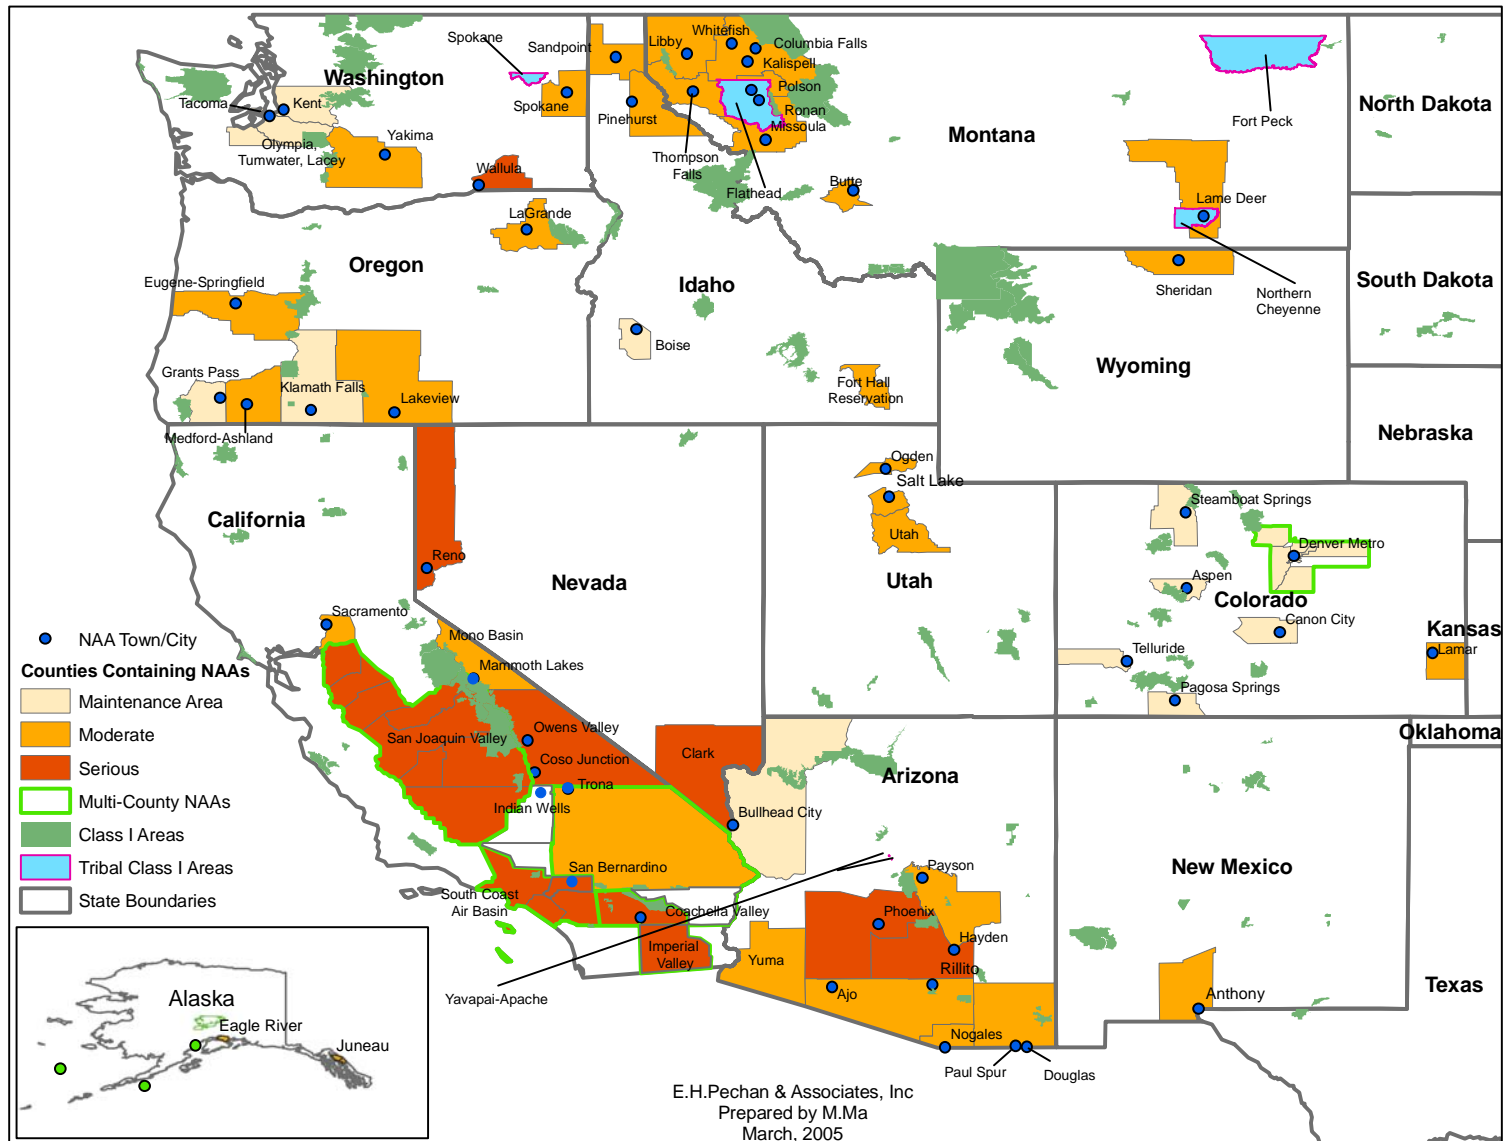 Spokane
Sandpoint
Whitefish
Libby
Columbia Falls
Kalispell
Washington
Tacoma
Kent
Spokane
Pinehurst
Polson
Ronan
Missoula
Fort Peck
North Dakota
Montana
Olympia,
Tumwater, Lacey
Yakima
Wallula
Thompson
Falls
Flathead
Butte
Lame Deer
LaGrande
Oregon
Idaho
Eugene-Springfield
Sheridan
Northern
Cheyenne
South Dakota
Boise
Wyoming
Grants Pass
Klamath Falls
Lakeview
Medford-Ashland
Fort Hall
Reservation
Nebraska
Ogden
Salt Lake
Utah
Steamboat Springs
Denver Metro
California
Reno
Nevada
Utah
Aspen
Colorado
Canon City
Kansas
Lamar
Telluride
Pagosa Springs
Sacramento
Mono Basin
Mammoth Lakes
NAA Town/City
Counties Containing NAAs
Maintenance Area
Moderate
Serious
Multi-County NAAs
Class I Areas
Tribal Class I Areas
State Boundaries
San Joaquin Valley
Owens Valley
Coso Junction
Trona
Indian Wells
Clark
Bullhead City
Arizona
Oklahoma
San Bernardino
South Coast
Air Basin
Coachella Valley
Imperial
Valley
Yavapai-Apache
Payson
Phoenix
Hayden
Yuma
Ajo
Rillito
Nogales
Paul Spur
Douglas
New Mexico
Anthony
Texas
Alaska
Eagle River
Juneau
E.H.Pechan & Associates, Inc
Prepared by M.Ma
March, 2005